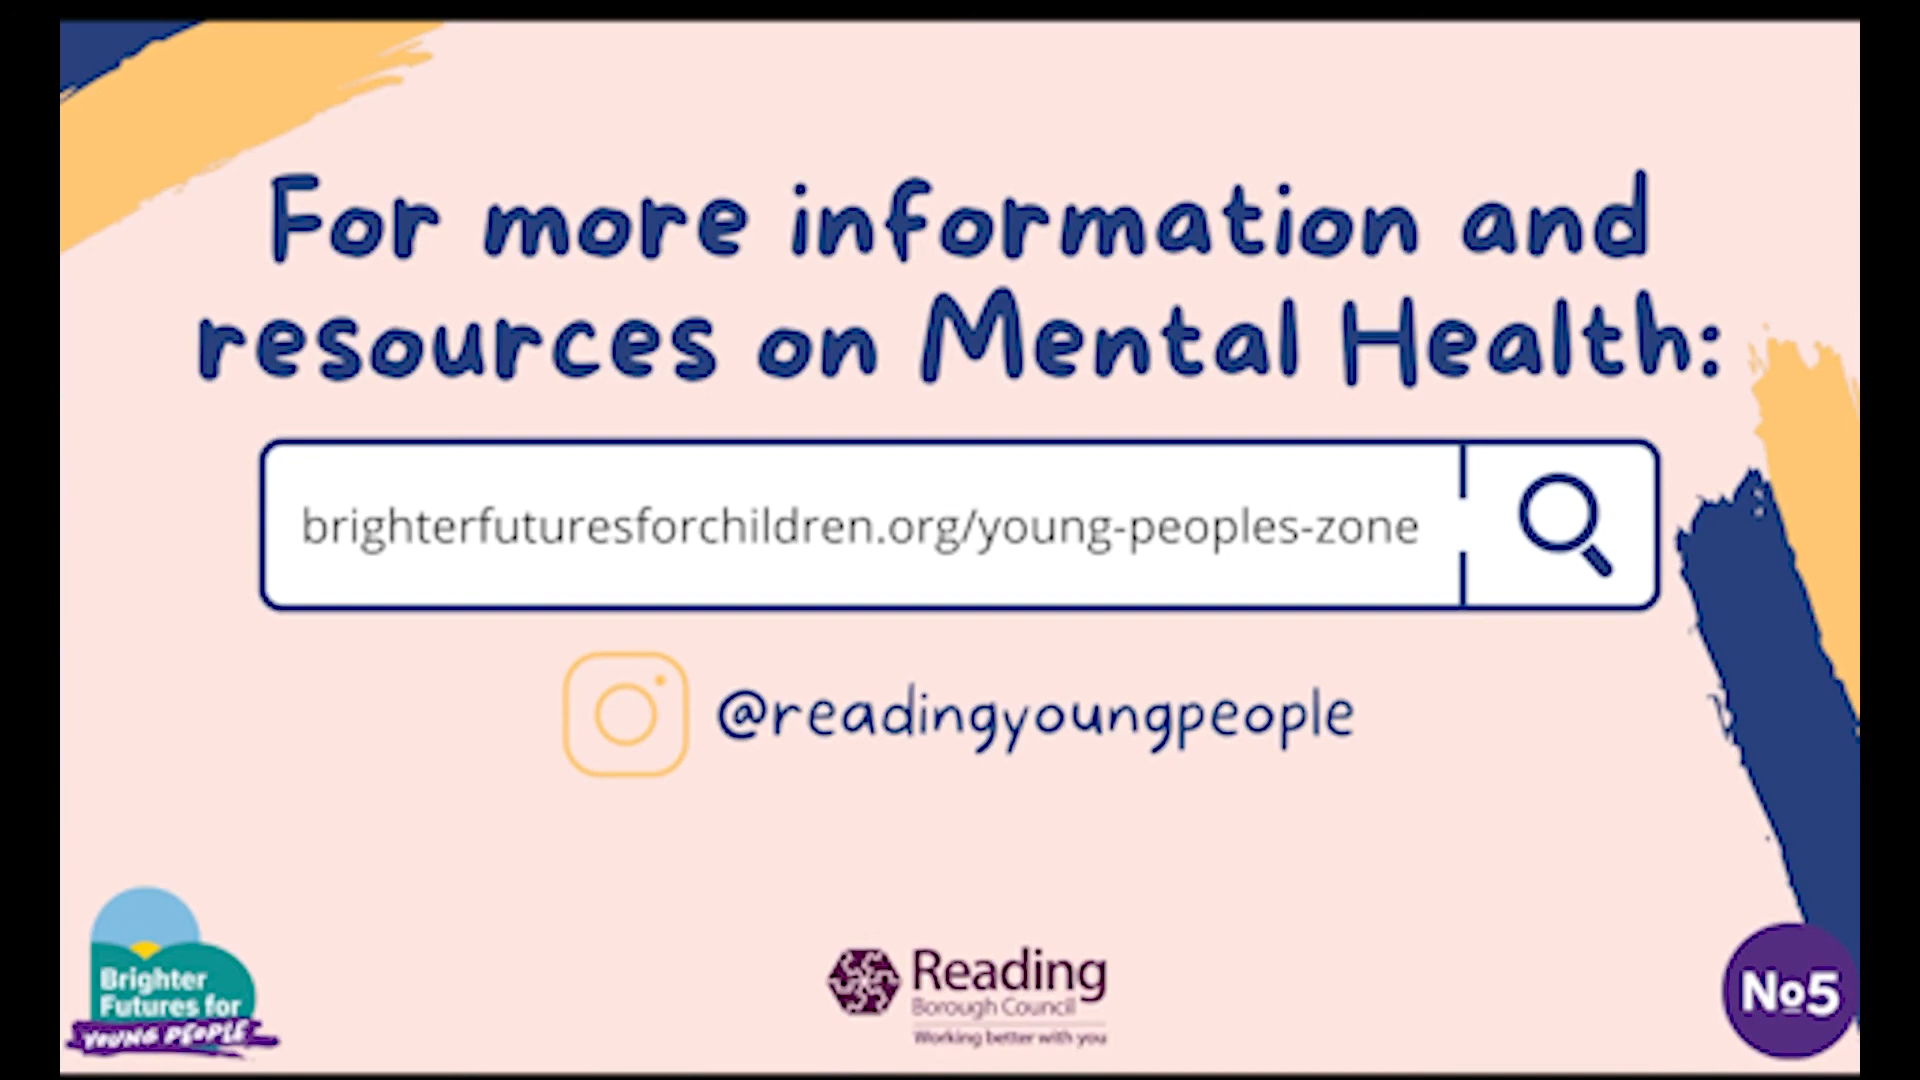 For more information and
resources on Mental Health:
brighterfuturesforchildren.org/young-peoples-zone
@readingyoungpeople
Brighter
Futures for
YOUNG PEOPLE
Reading
Borough Council
Working better with you
No5